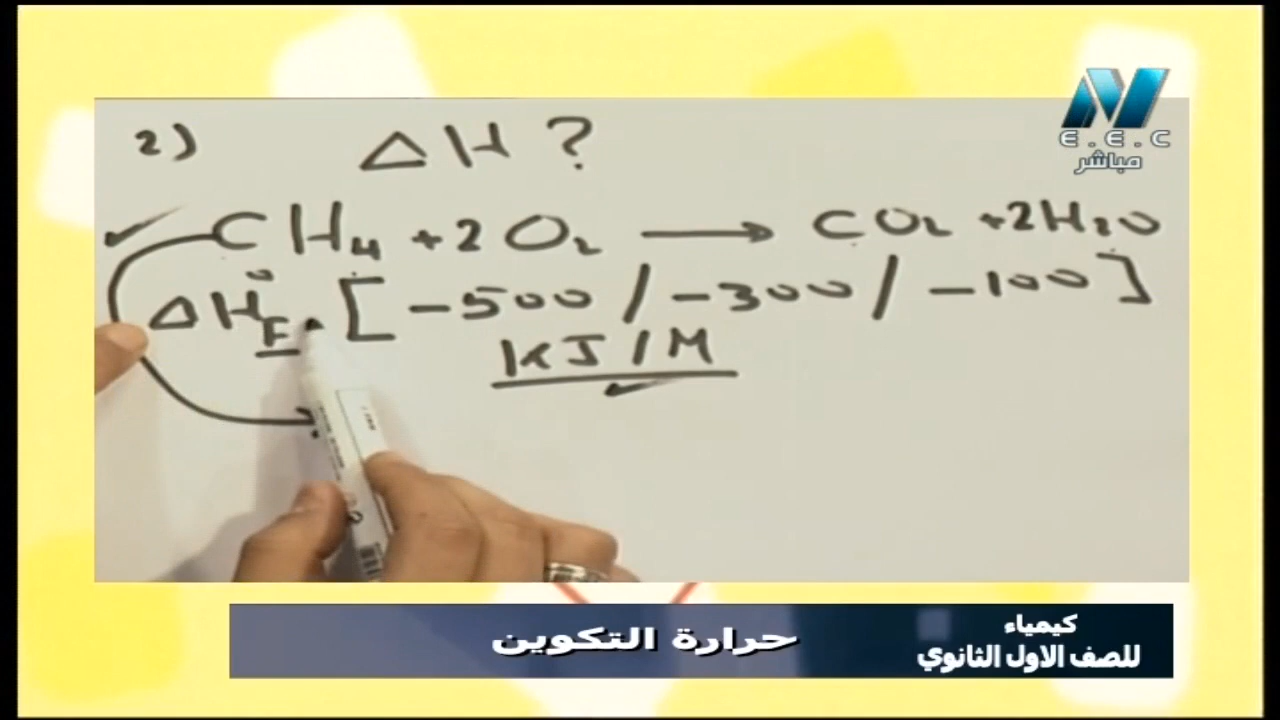 E.E.C
مباشر
2) ΔH ?
CH₄ + 2O₂ → CO₂ + 2H₂O
ΔH°F. [ -500 / -300 / -100 ]
KJ / M
حرارة التكوين
كيمياء
للصف الاول الثانوي